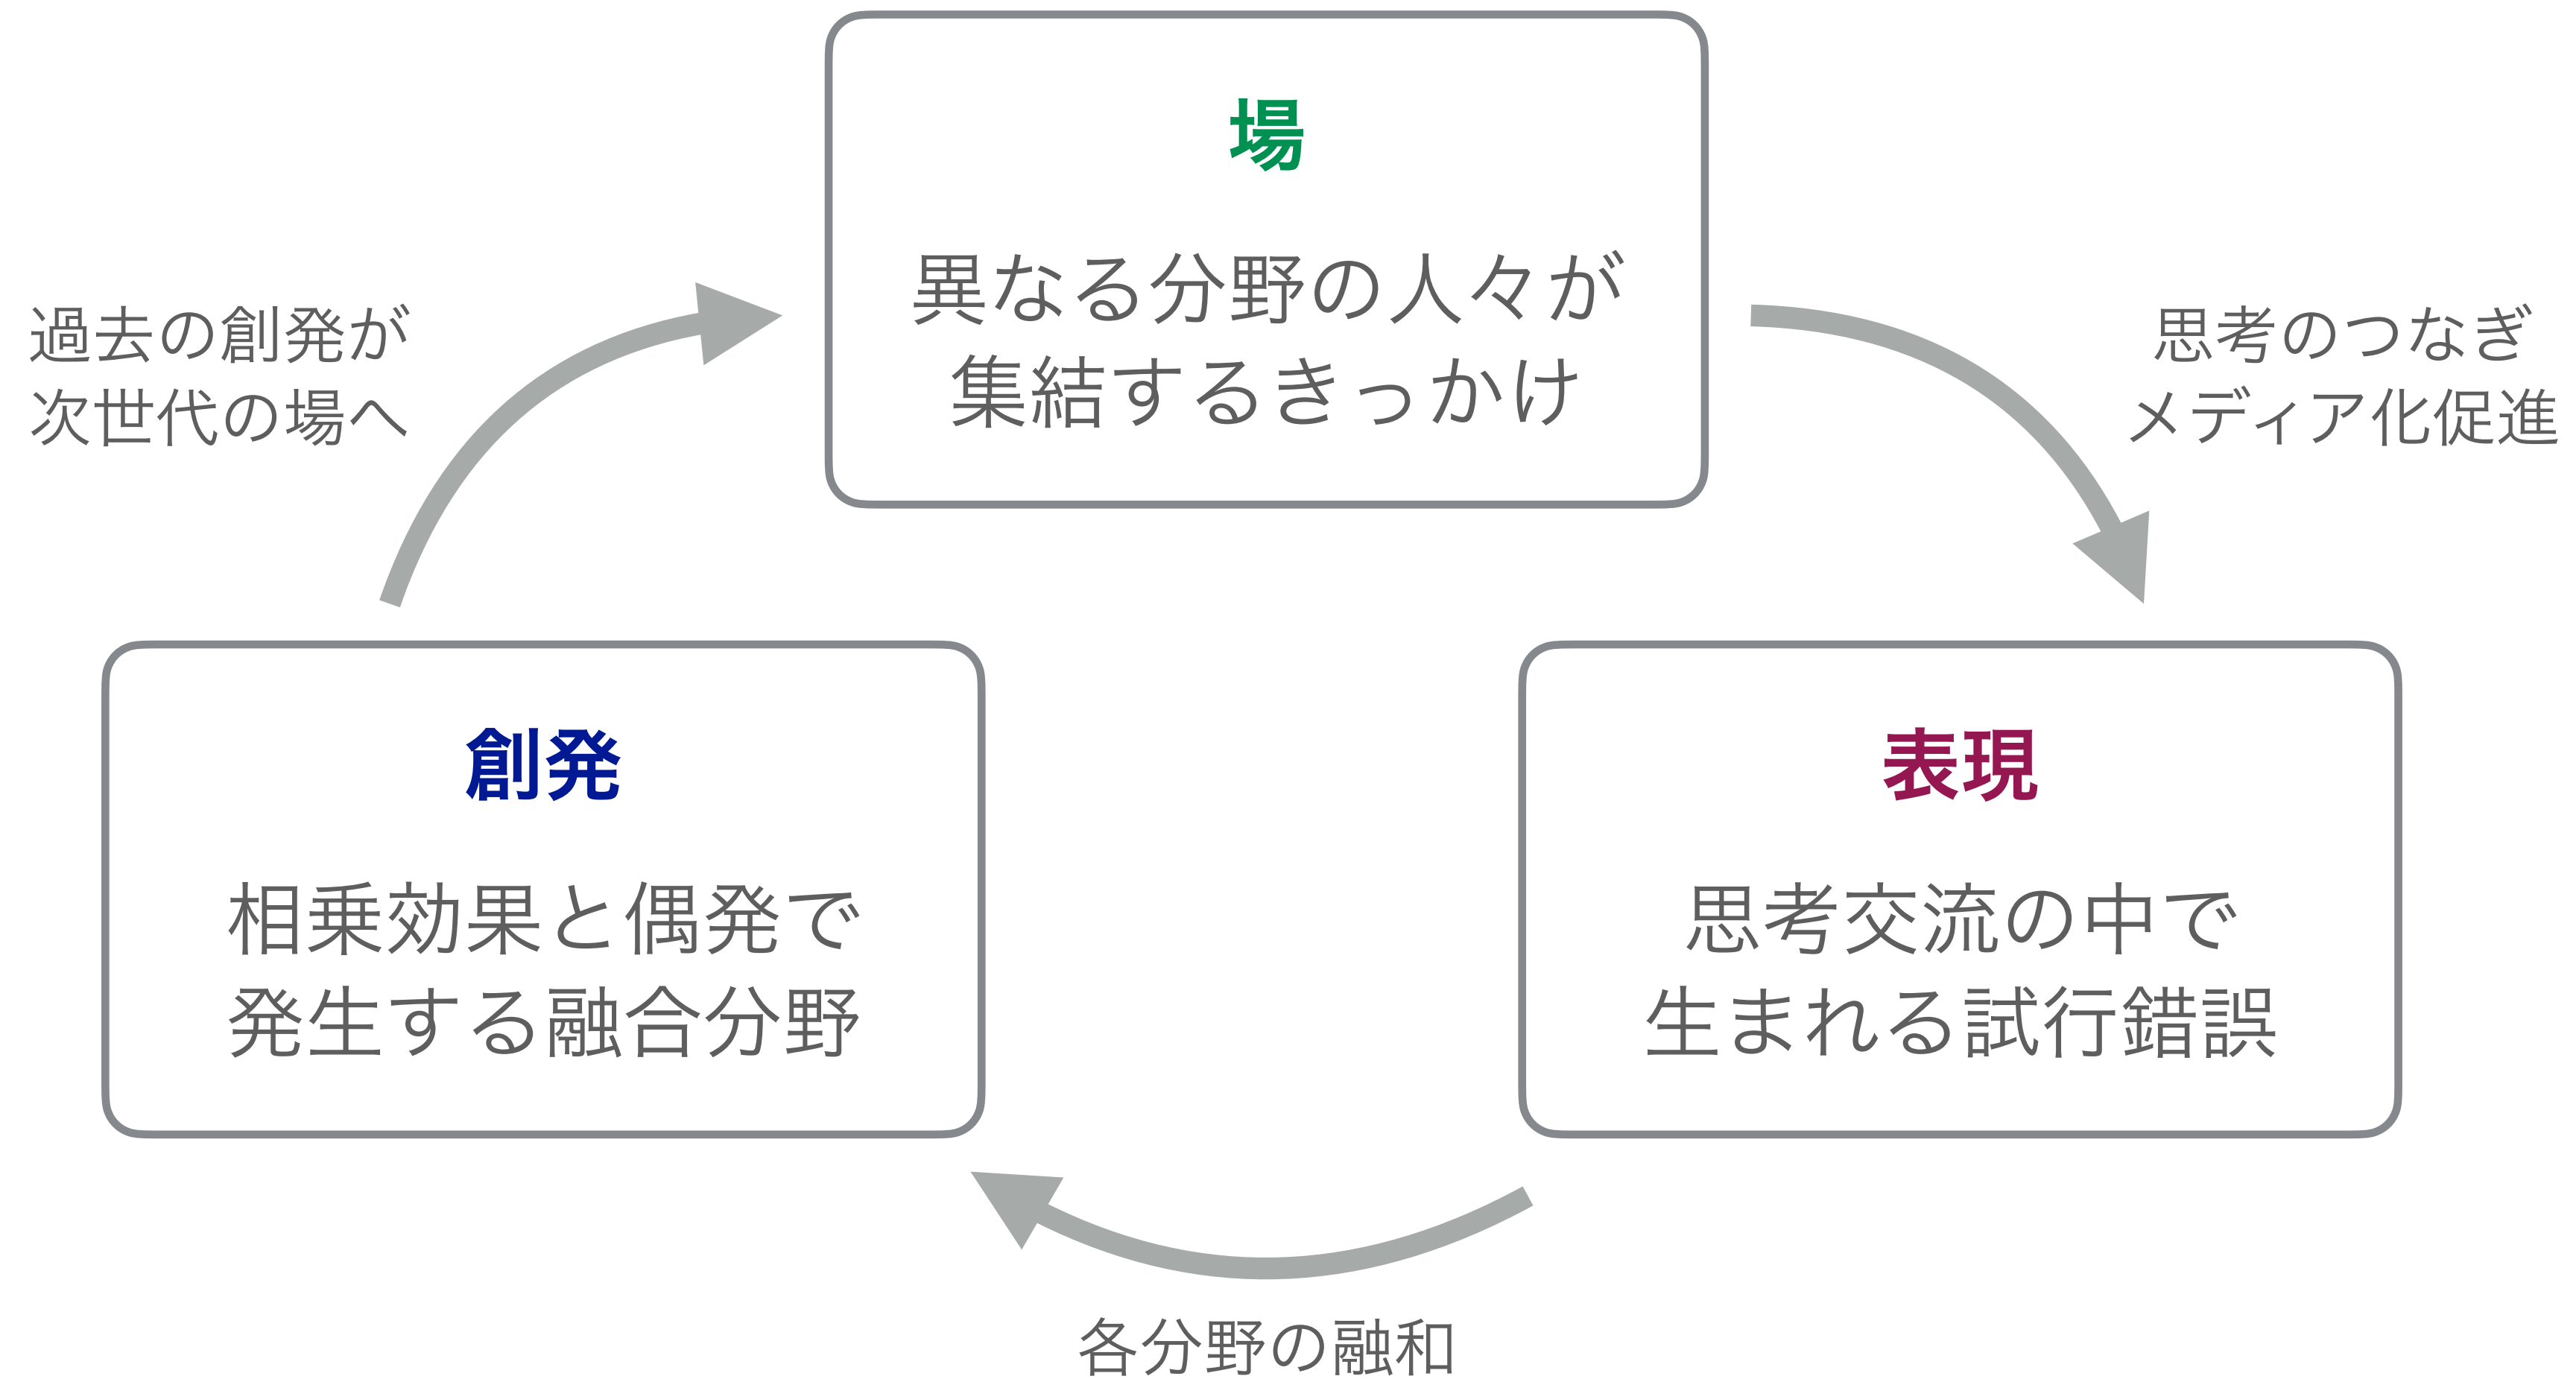 場
異なる分野の人々が
集結するきっかけ
過去の創発が
次世代の場へ
思考のつなぎ
メディア化促進
創発
相乗効果と偶発で
発生する融合分野
表現
思考交流の中で
生まれる試行錯誤
各分野の融和